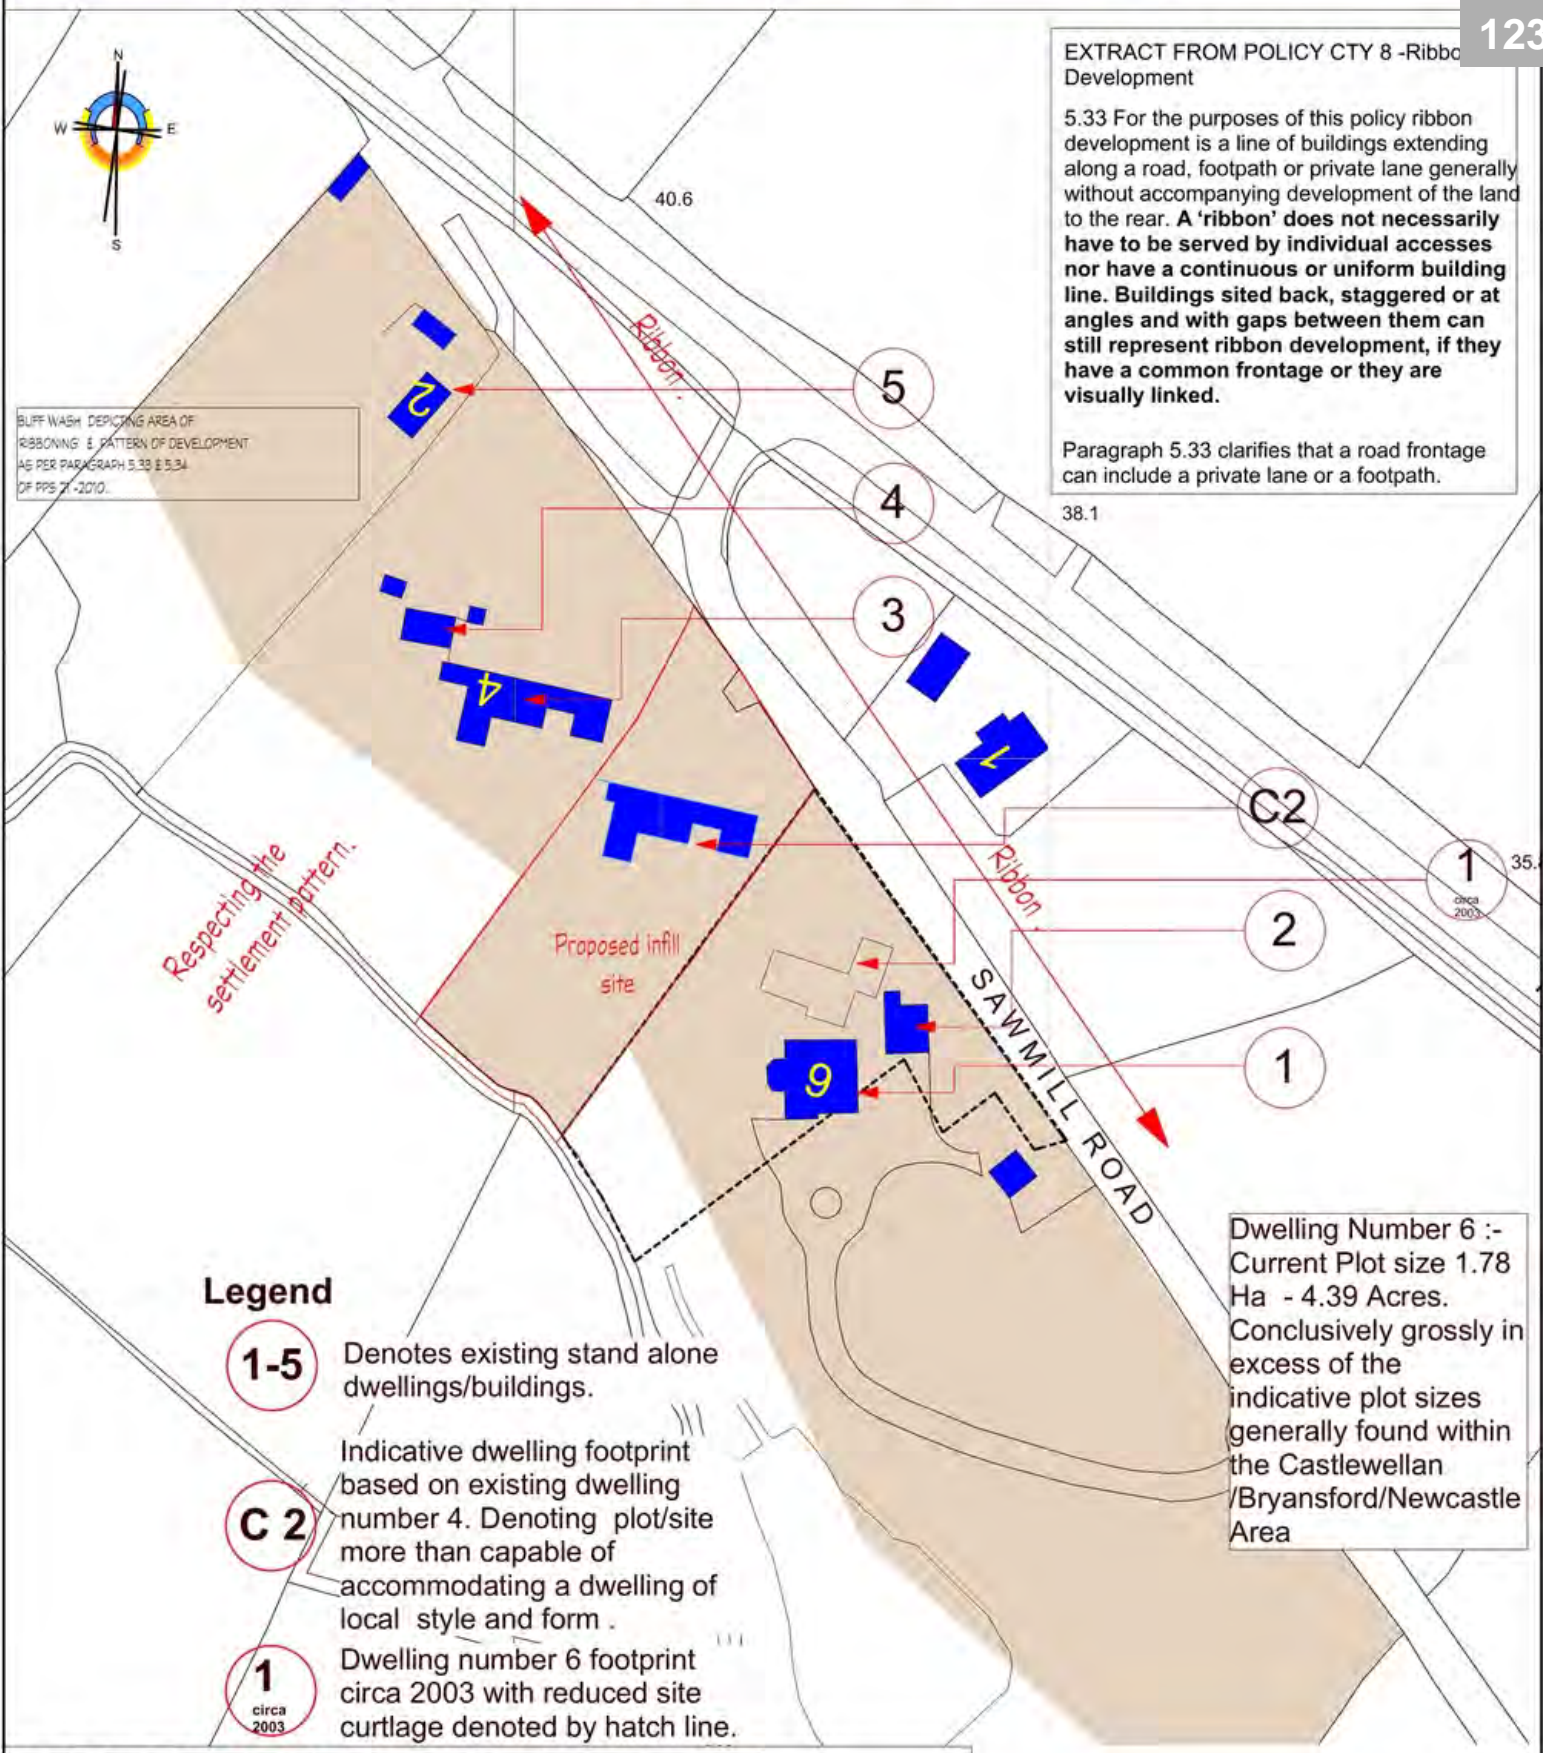 123
N
W
E
S
EXTRACT FROM POLICY CTY 8 -Ribbo
Development
5.33 For the purposes of this policy ribbon
development is a line of buildings extending
along a road, footpath or private lane generally
without accompanying development of the land
to the rear. A ‘ribbon’ does not necessarily
have to be served by individual accesses
nor have a continuous or uniform building
line. Buildings sited back, staggered or at
angles and with gaps between them can
still represent ribbon development, if they
have a common frontage or they are
visually linked.
Paragraph 5.33 clarifies that a road frontage
can include a private lane or a footpath.
40.6
38.1
35.
Ribbon .
5
2
BUFF WASH DEPICTING AREA OF
RIBBONING & PATTERN OF DEVELOPMENT
AS PER PARAGRAPH 5.33 & 5.34
OF PPS 21 -2010.
4
3
4
1
C2
1
circa
2003
Ribbon .
2
Respecting the
settlement pattern.
Proposed infill
site
SAWMILL ROAD
1
6
Dwelling Number 6 :-
Current Plot size 1.78
Ha - 4.39 Acres.
Conclusively grossly in
excess of the
indicative plot sizes
generally found within
the Castlewellan
/Bryansford/Newcastle
Area
Legend
1-5
Denotes existing stand alone
dwellings/buildings.
C 2
Indicative dwelling footprint
based on existing dwelling
number 4. Denoting plot/site
more than capable of
accommodating a dwelling of
local style and form .
1
circa
2003
Dwelling number 6 footprint
circa 2003 with reduced site
curtlage denoted by hatch line.